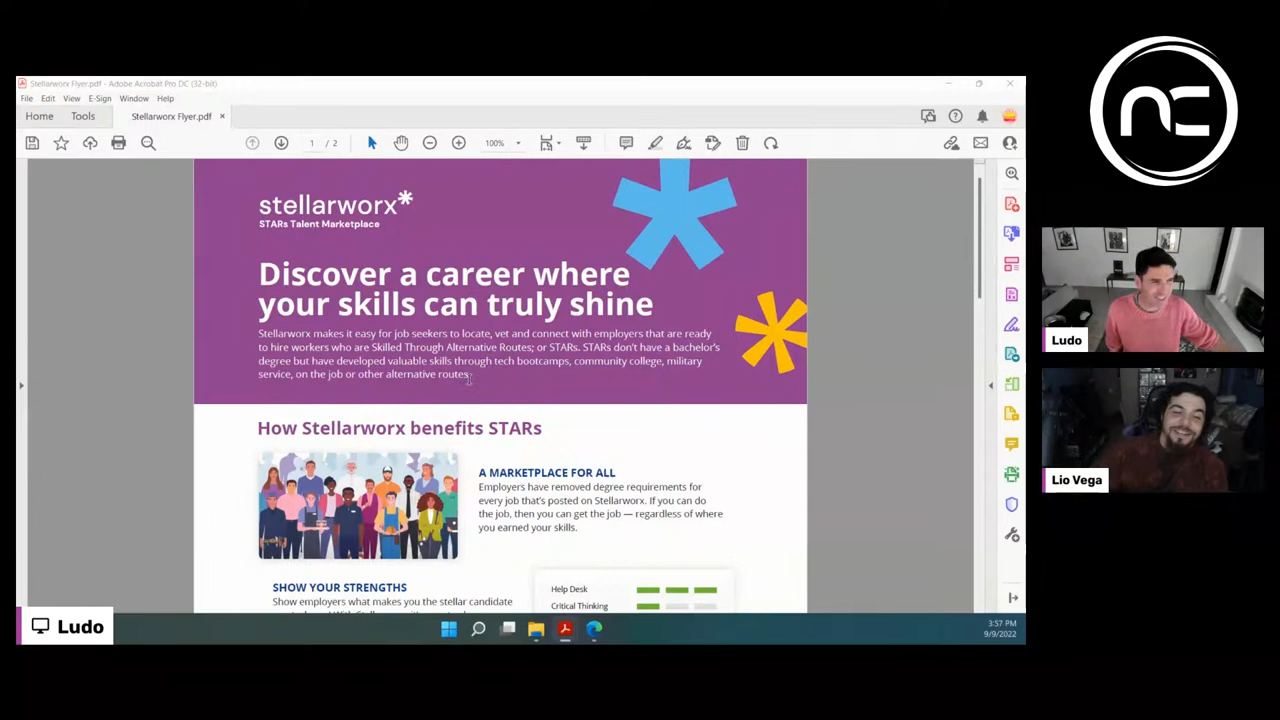 Stellarworx Flyer.pdf - Adobe Acrobat Pro DC (32-bit)
File Edit View E-Sign Window Help
Home Tools Stellarworx Flyer.pdf ×
1 / 2 100%
stellarworx*
STARs Talent Marketplace
Discover a career where
your skills can truly shine
Stellarworx makes it easy for job seekers to locate, vet and connect with employers that are ready
to hire workers who are Skilled Through Alternative Routes; or STARs. STARs don't have a bachelor's
degree but have developed valuable skills through tech bootcamps, community college, military
service, on the job or other alternative routes.
How Stellarworx benefits STARs
A MARKETPLACE FOR ALL
Employers have removed degree requirements for
every job that's posted on Stellarworx. If you can do
the job, then you can get the job — regardless of where
you earned your skills.
SHOW YOUR STRENGTHS
Show employers what makes you the stellar candidate
Help Desk
Critical Thinking
Ludo
3:57 PM
9/9/2022
NC
Ludo
Lio Vega